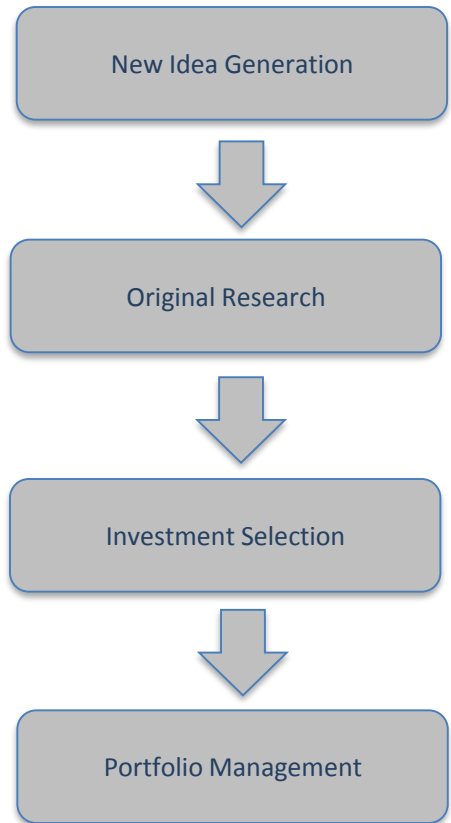 New Idea Generation
Original Research
Investment Selection
Portfolio Management